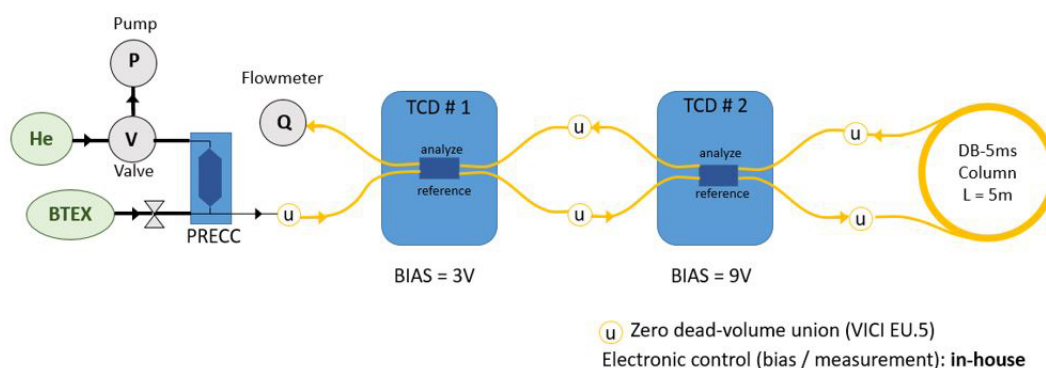 Pump
P
Flowmeter
He
V
Valve
Q
BTEX
PRECC
u
TCD # 1
analyze
reference
BIAS = 3V
u
u
TCD # 2
analyze
reference
BIAS = 9V
u
u
DB-5ms
Column
L = 5m
u Zero dead-volume union (VICI EU.5)
Electronic control (bias / measurement): in-house